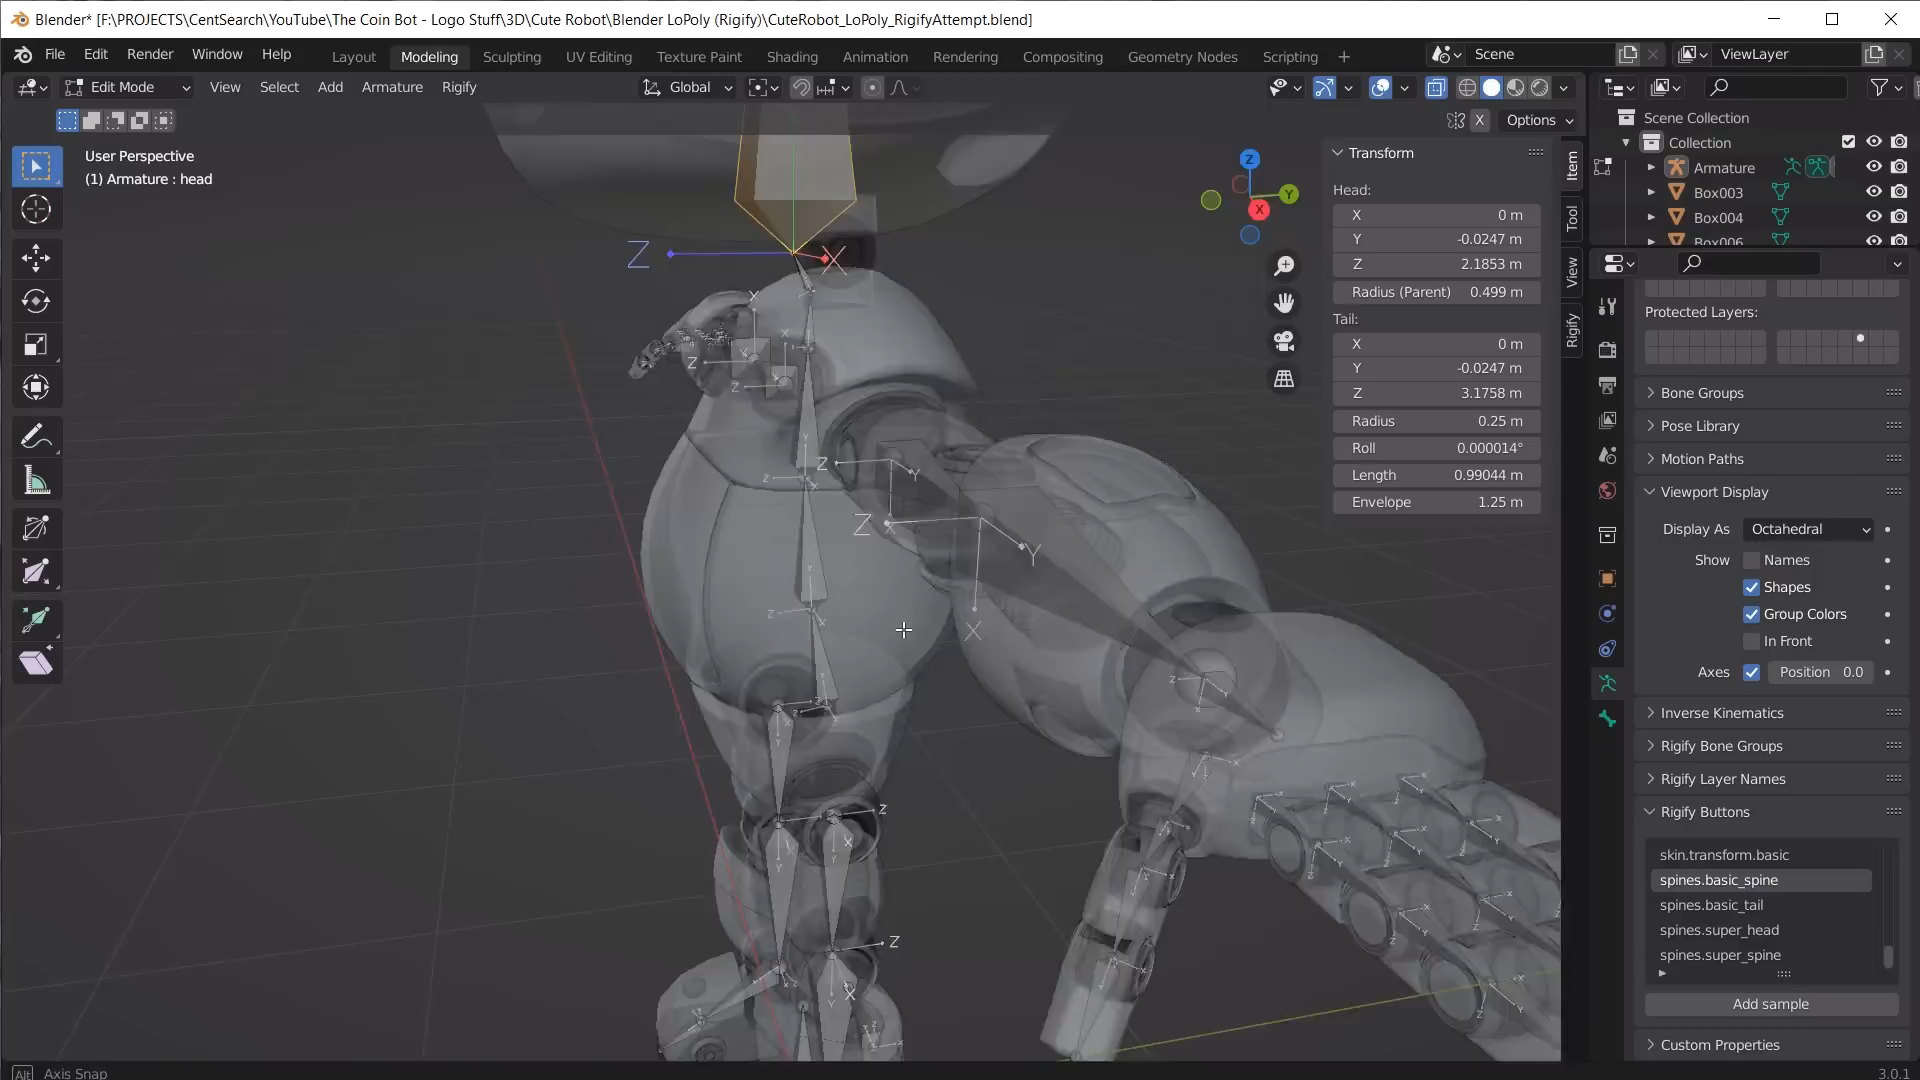 Blender* [F:\PROJECTS\CentSearch\YouTube\The Coin Bot - Logo Stuff\3D\Cute Robot\Blender LoPoly (Rigify)\CuteRobot_LoPoly_RigifyAttempt.blend]
File Edit Render Window Help Layout Modeling Sculpting UV Editing Texture Paint Shading Animation Rendering Compositing Geometry Nodes Scripting + Scene ViewLayer
Edit Mode View Select Add Armature Rigify Global
X Options
User Perspective
(1) Armature : head
Transform
Head:
X 0 m
Y -0.0247 m
Z 2.1853 m
Radius (Parent) 0.499 m
Tail:
X 0 m
Y -0.0247 m
Z 3.1758 m
Radius 0.25 m
Roll 0.000014°
Length 0.99044 m
Envelope 1.25 m
Item
Tool
View
Rigify
Z
Y
X
Z X
X
Z
Z
Z Y
Z Y
X
Z
X
Z
X
Scene Collection
Collection
Armature
Box003
Box004
Box006
Protected Layers:
Bone Groups
Pose Library
Motion Paths
Viewport Display
Display As Octahedral
Show Names
Shapes
Group Colors
In Front
Axes Position 0.0
Inverse Kinematics
Rigify Bone Groups
Rigify Layer Names
Rigify Buttons
skin.transform.basic
spines.basic_spine
spines.basic_tail
spines.super_head
spines.super_spine
Add sample
Custom Properties
Alt Axis Snap
3.0.1